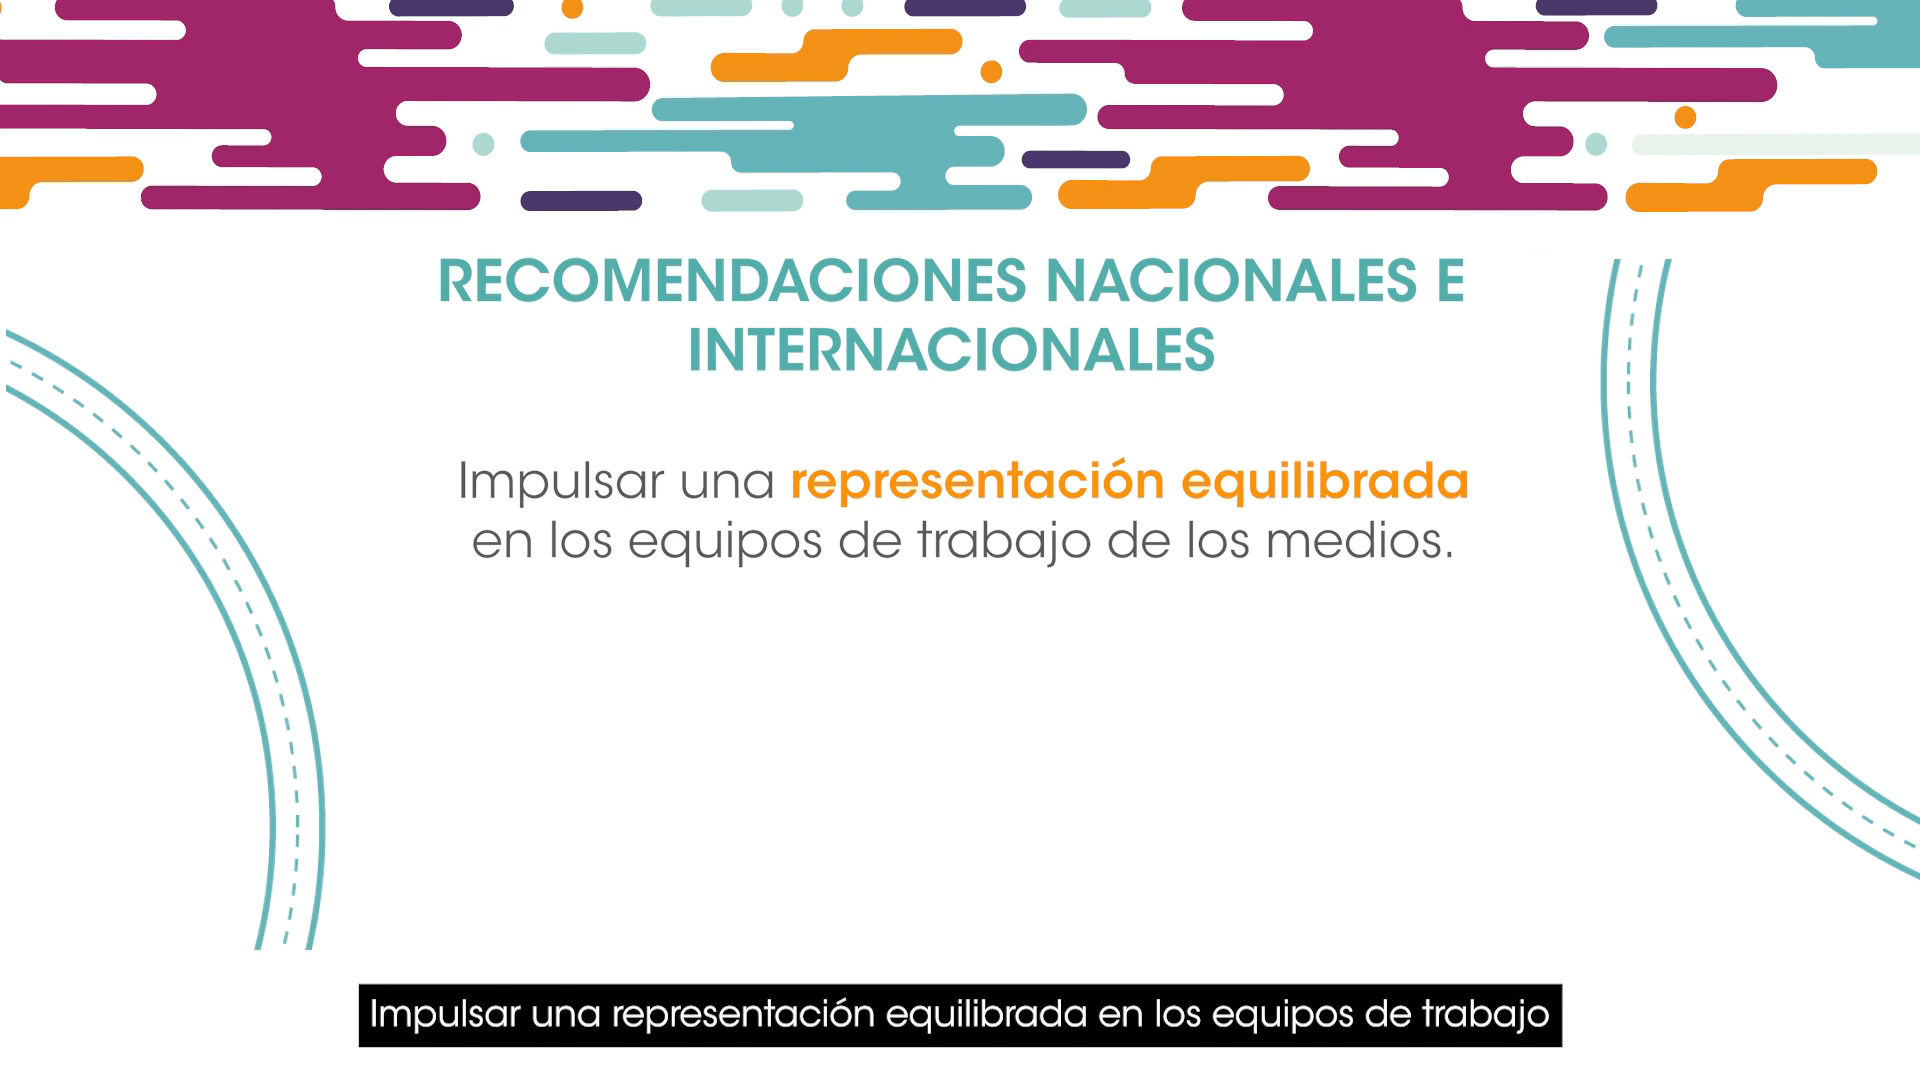 RECOMENDACIONES NACIONALES E
INTERNACIONALES
Impulsar una representación equilibrada
en los equipos de trabajo de los medios.
Impulsar una representación equilibrada en los equipos de trabajo